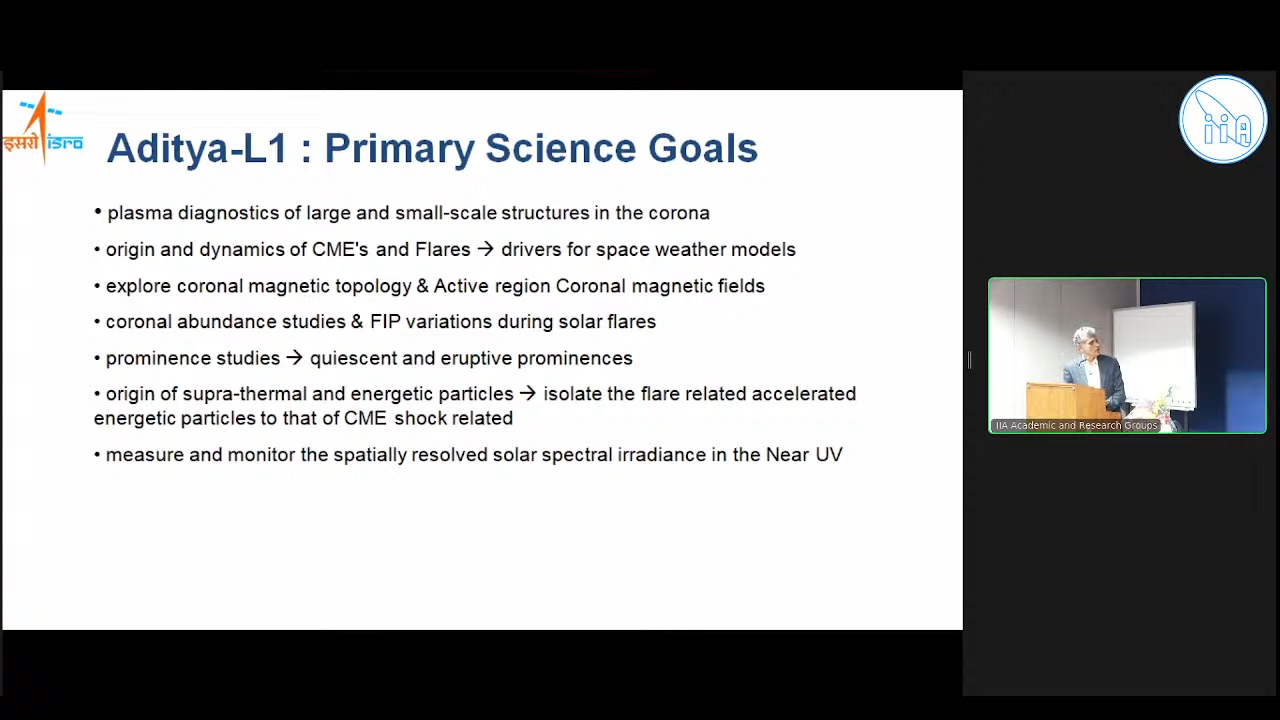 इसरो isro
Aditya-L1 : Primary Science Goals
• plasma diagnostics of large and small-scale structures in the corona
• origin and dynamics of CME's and Flares → drivers for space weather models
• explore coronal magnetic topology & Active region Coronal magnetic fields
• coronal abundance studies & FIP variations during solar flares
• prominence studies → quiescent and eruptive prominences
• origin of supra-thermal and energetic particles → isolate the flare related accelerated
energetic particles to that of CME shock related
• measure and monitor the spatially resolved solar spectral irradiance in the Near UV
iiA
IIA Academic and Research Groups